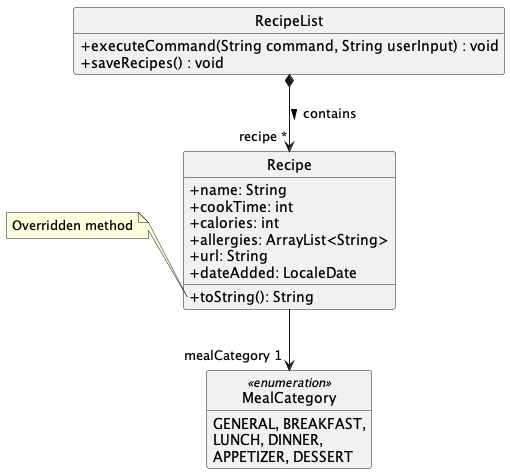 RecipeList
+executeCommand(String command, String userInput) : void
+saveRecipes() : void
contains
recipe *
Recipe
+name: String
+cookTime: int
+calories: int
+allergies: ArrayList<String>
+url: String
+dateAdded: LocaleDate
Overridden method
+toString(): String
mealCategory 1
«enumeration»
MealCategory
GENERAL, BREAKFAST,
LUNCH, DINNER,
APPETIZER, DESSERT